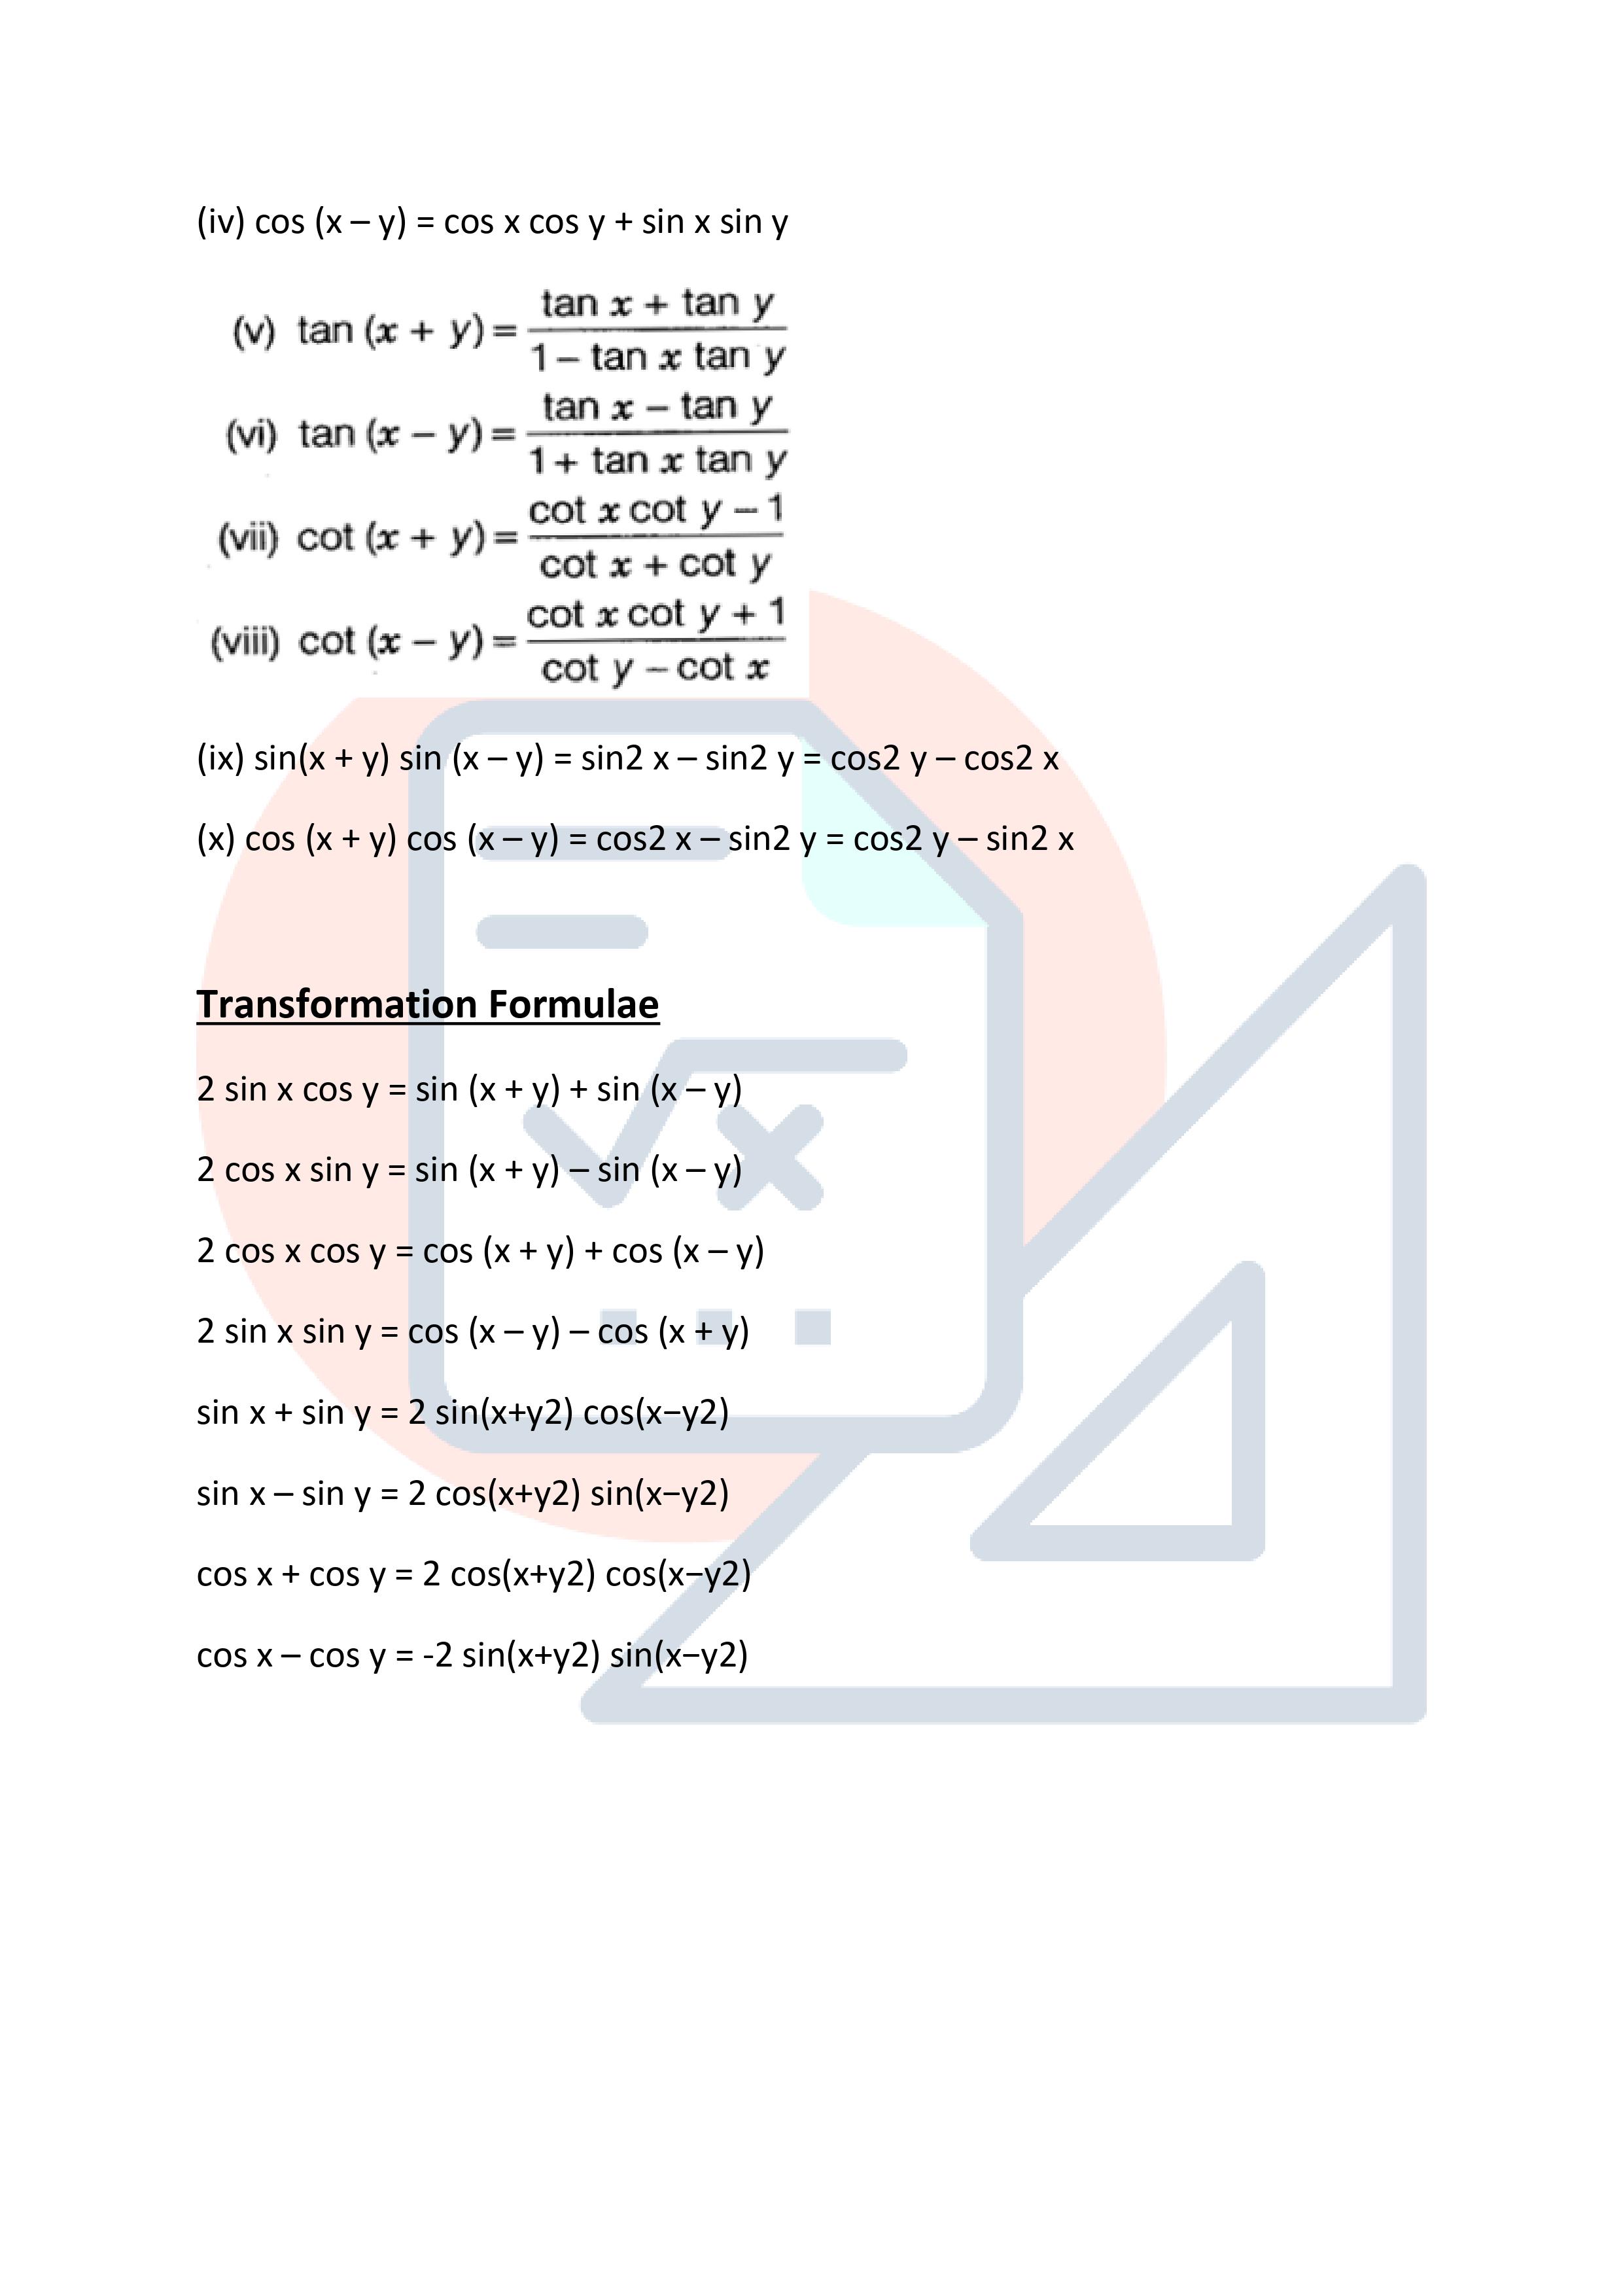 (iv) cos (x – y) = cos x cos y + sin x sin y
(v) tan (x + y) = (tan x + tan y) / (1 – tan x tan y)
(vi) tan (x – y) = (tan x – tan y) / (1 + tan x tan y)
(vii) cot (x + y) = (cot x cot y – 1) / (cot x + cot y)
(viii) cot (x – y) = (cot x cot y + 1) / (cot y – cot x)
(ix) sin(x + y) sin (x – y) = sin2 x – sin2 y = cos2 y – cos2 x
(x) cos (x + y) cos (x – y) = cos2 x – sin2 y = cos2 y – sin2 x
Transformation Formulae
2 sin x cos y = sin (x + y) + sin (x – y)
2 cos x sin y = sin (x + y) – sin (x – y)
2 cos x cos y = cos (x + y) + cos (x – y)
2 sin x sin y = cos (x – y) – cos (x + y)
sin x + sin y = 2 sin(x+y2) cos(x−y2)
sin x – sin y = 2 cos(x+y2) sin(x−y2)
cos x + cos y = 2 cos(x+y2) cos(x−y2)
cos x – cos y = -2 sin(x+y2) sin(x−y2)